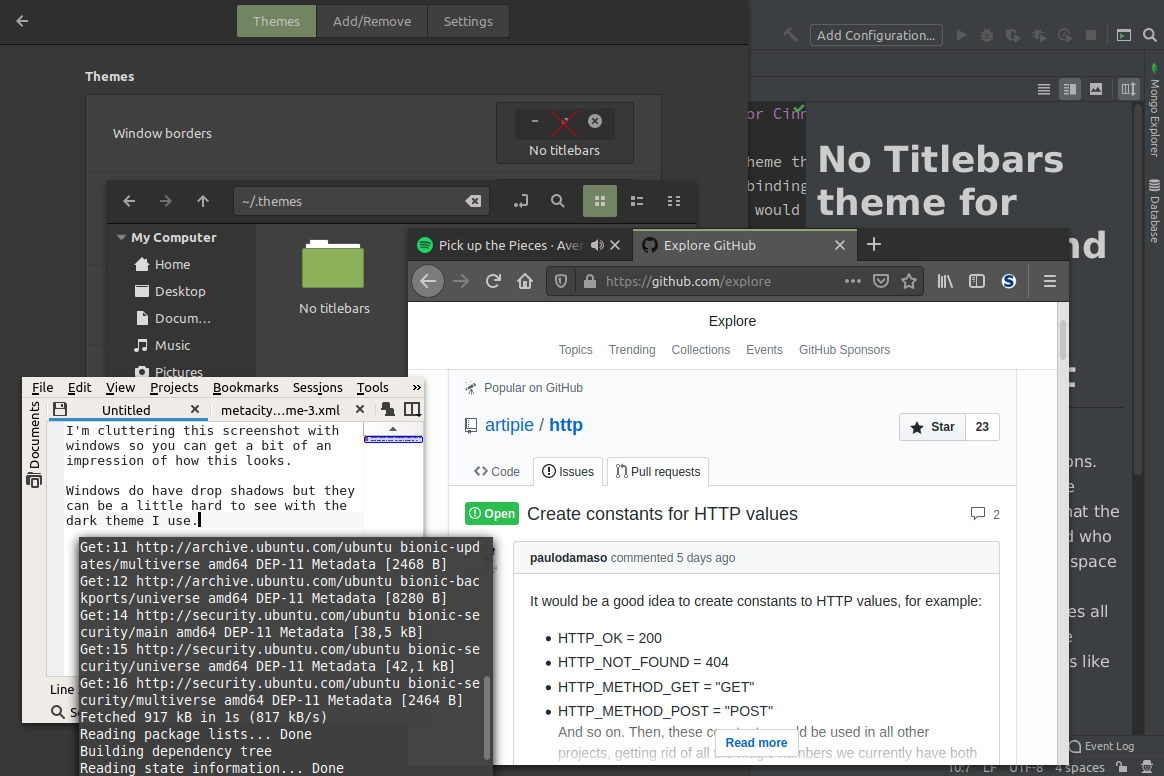 Themes
Add/Remove
Settings
Themes
Window borders
No titlebars
Add Configuration...
Mongo Explorer
Database
or Cinn
heme th
binding
would
No Titlebars
theme for
nd
ons.
e
hat the
d who
space
es all
e
s like
Event Log
10:7 LF UTF-8 4 spaces
~/.themes
My Computer
Home
Desktop
Docum...
Music
Pictures
No titlebars
Pick up the Pieces · Aver
Explore GitHub
https://github.com/explore
Explore
Topics Trending Collections Events GitHub Sponsors
Popular on GitHub
artipie / http
Star 23
Code Issues Pull requests
Open Create constants for HTTP values 2
paulodamaso commented 5 days ago
It would be a good idea to create constants to HTTP values, for example:
HTTP_OK = 200
HTTP_NOT_FOUND = 404
HTTP_METHOD_GET = "GET"
HTTP_METHOD_POST = "POST"
And so on. Then, these could be used in all other
projects, getting rid of all numbers we currently have both
Read more
File Edit View Projects Bookmarks Sessions Tools »
Documents
Untitled
metacity...me-3.xml
I'm cluttering this screenshot with
windows so you can get a bit of an
impression of how this looks.
Windows do have drop shadows but they
can be a little hard to see with the
dark theme I use.
Line
S
Get:11 http://archive.ubuntu.com/ubuntu bionic-upd
ates/multiverse amd64 DEP-11 Metadata [2468 B]
Get:12 http://archive.ubuntu.com/ubuntu bionic-bac
kports/universe amd64 DEP-11 Metadata [8280 B]
Get:14 http://security.ubuntu.com/ubuntu bionic-se
curity/main amd64 DEP-11 Metadata [38,5 kB]
Get:15 http://security.ubuntu.com/ubuntu bionic-se
curity/universe amd64 DEP-11 Metadata [42,1 kB]
Get:16 http://security.ubuntu.com/ubuntu bionic-se
curity/multiverse amd64 DEP-11 Metadata [2464 B]
Fetched 917 kB in 1s (817 kB/s)
Reading package lists... Done
Building dependency tree
Reading state information... Done